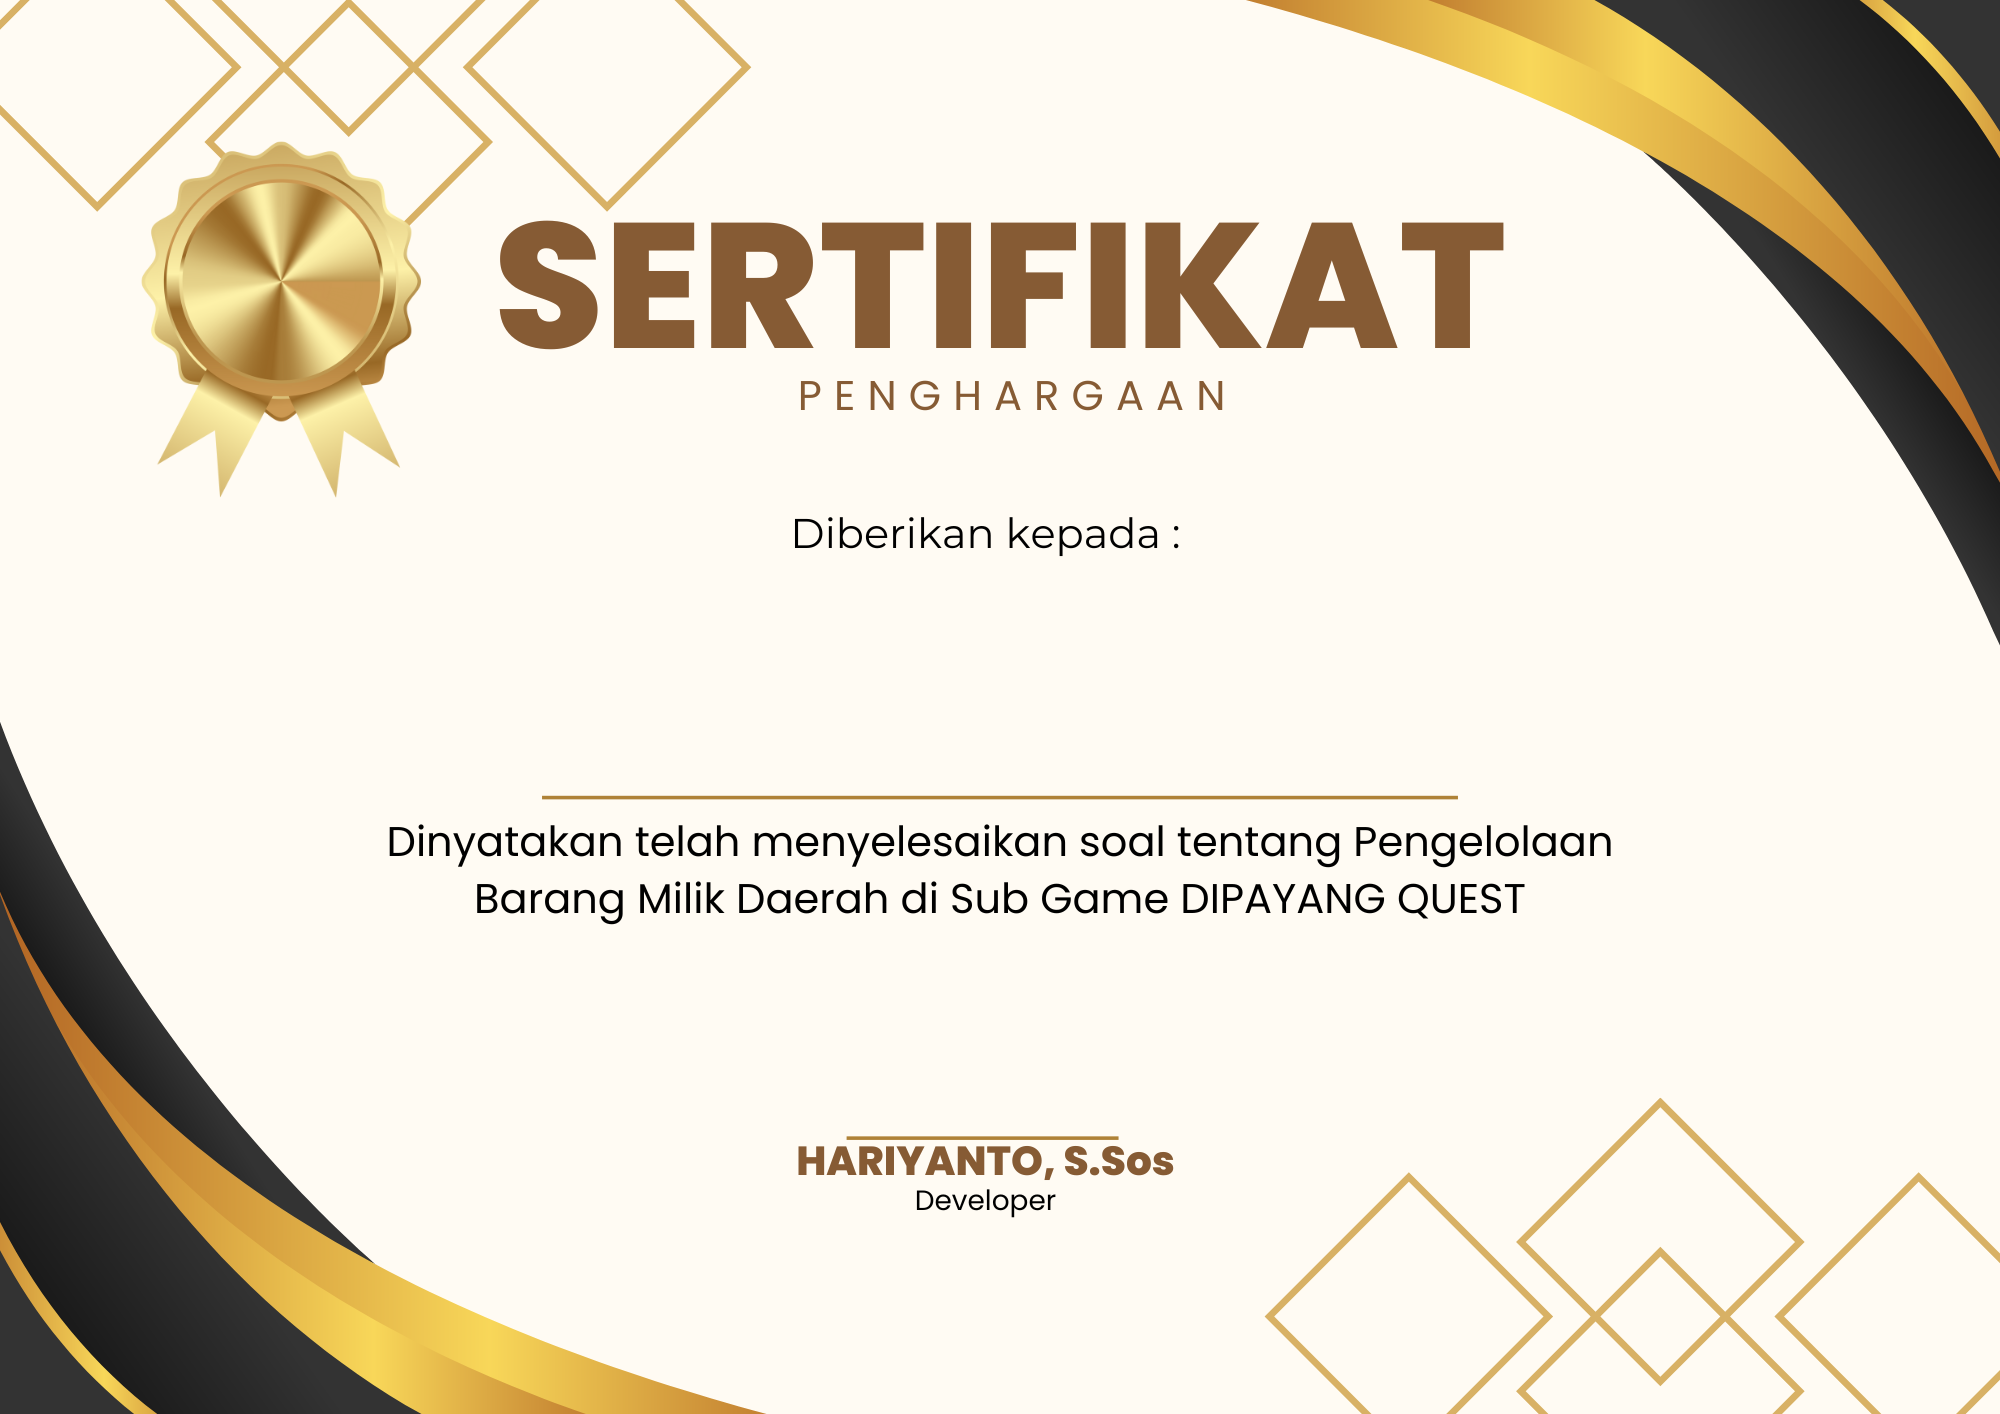 SERTIFIKAT
PENGHARGAAN
Diberikan kepada :
Dinyatakan telah menyelesaikan soal tentang Pengelolaan
Barang Milik Daerah di Sub Game DIPAYANG QUEST
HARIYANTO, S.Sos
Developer